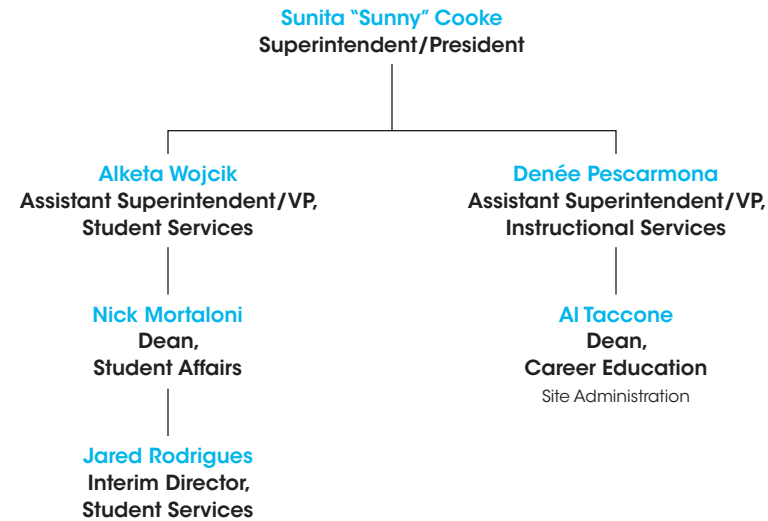 Sunita “Sunny” Cooke
Superintendent/President
Alketa Wojcik
Assistant Superintendent/VP,
Student Services
Denée Pescarmona
Assistant Superintendent/VP,
Instructional Services
Nick Mortaloni
Dean,
Student Affairs
Al Taccone
Dean,
Career Education
Site Administration
Jared Rodrigues
Interim Director,
Student Services